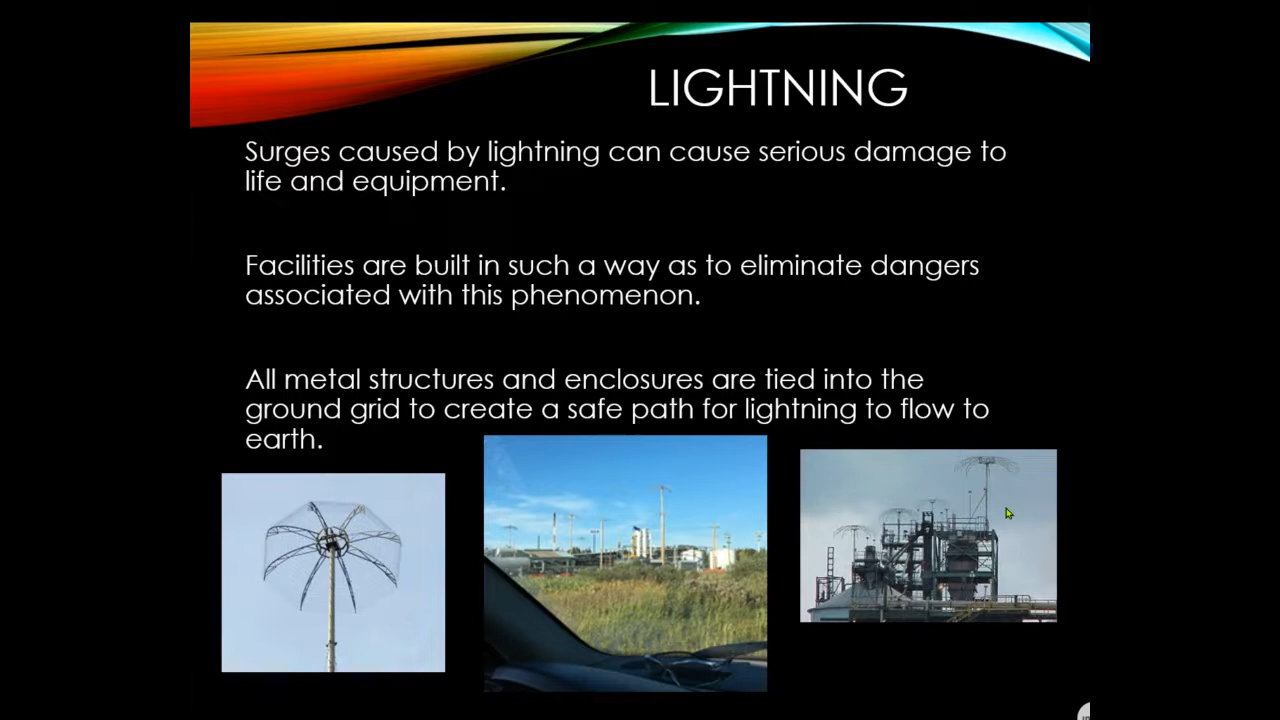 LIGHTNING
Surges caused by lightning can cause serious damage to
life and equipment.
Facilities are built in such a way as to eliminate dangers
associated with this phenomenon.
All metal structures and enclosures are tied into the
ground grid to create a safe path for lightning to flow to
earth.